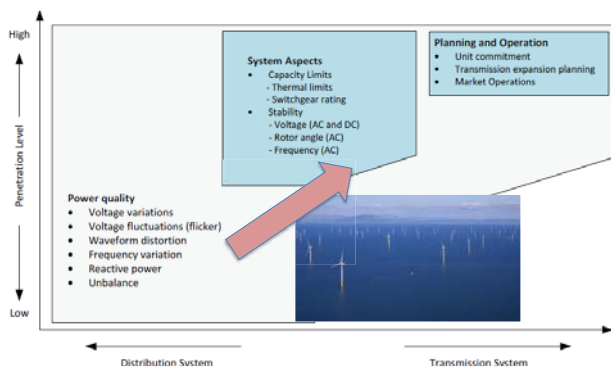 High
Penetration Level
Low
System Aspects
• Capacity Limits
- Thermal limits
- Switchgear rating
• Stability
- Voltage (AC and DC)
- Rotor angle (AC)
- Frequency (AC)
Planning and Operation
• Unit commitment
• Transmission expansion planning
• Market Operations
Power quality
• Voltage variations
• Voltage fluctuations (flicker)
• Waveform distortion
• Frequency variation
• Reactive power
• Unbalance
Distribution System
Transmission System